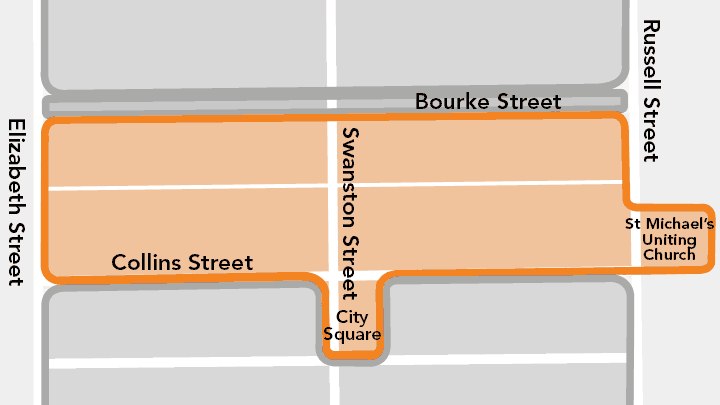 Bourke Street
Russell Street
Elizabeth Street
Swanston Street
St Michael's
Uniting
Church
Collins Street
City
Square